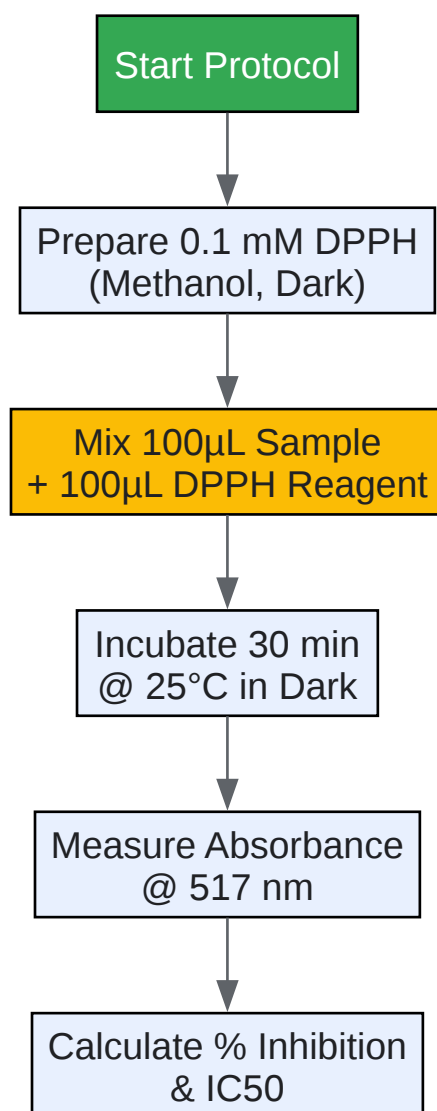 Start Protocol
Prepare 0.1 mM DPPH
(Methanol, Dark)
Mix 100µL Sample
+ 100µL DPPH Reagent
Incubate 30 min
@ 25°C in Dark
Measure Absorbance
@ 517 nm
Calculate % Inhibition
& IC50